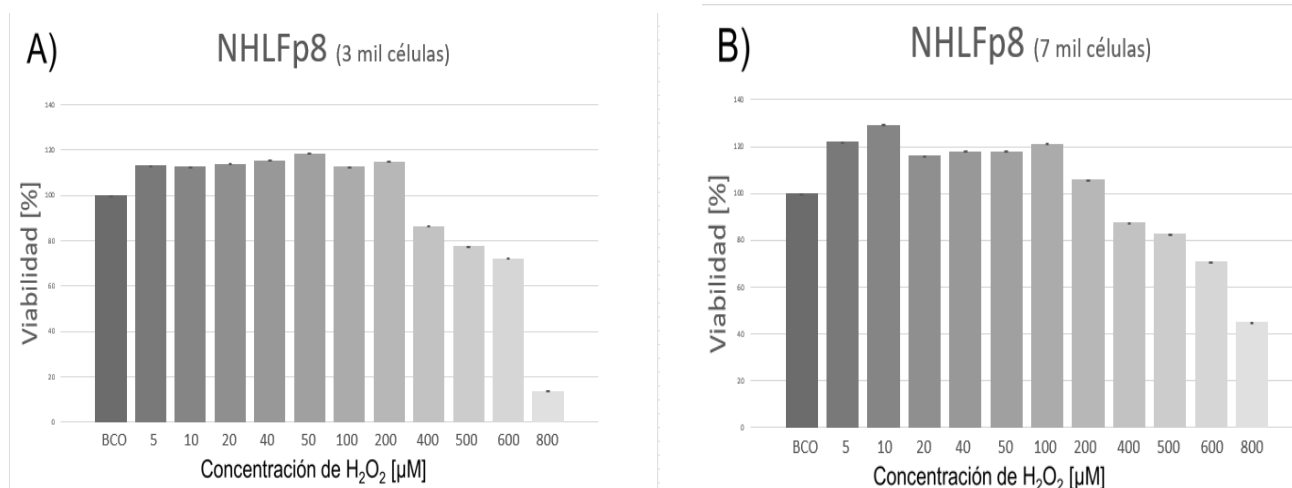 A)
NHLFp8 (3 mil células)
140
120
100
80
60
40
20
0
Viabilidad [%]
BCO 5 10 20 40 50 100 200 400 500 600 800
Concentración de H₂O₂ [µM]
B)
NHLFp8 (7 mil células)
140
120
100
80
60
40
20
0
Viabilidad [%]
BCO 5 10 20 40 50 100 200 400 500 600 800
Concentración de H₂O₂ [µM]